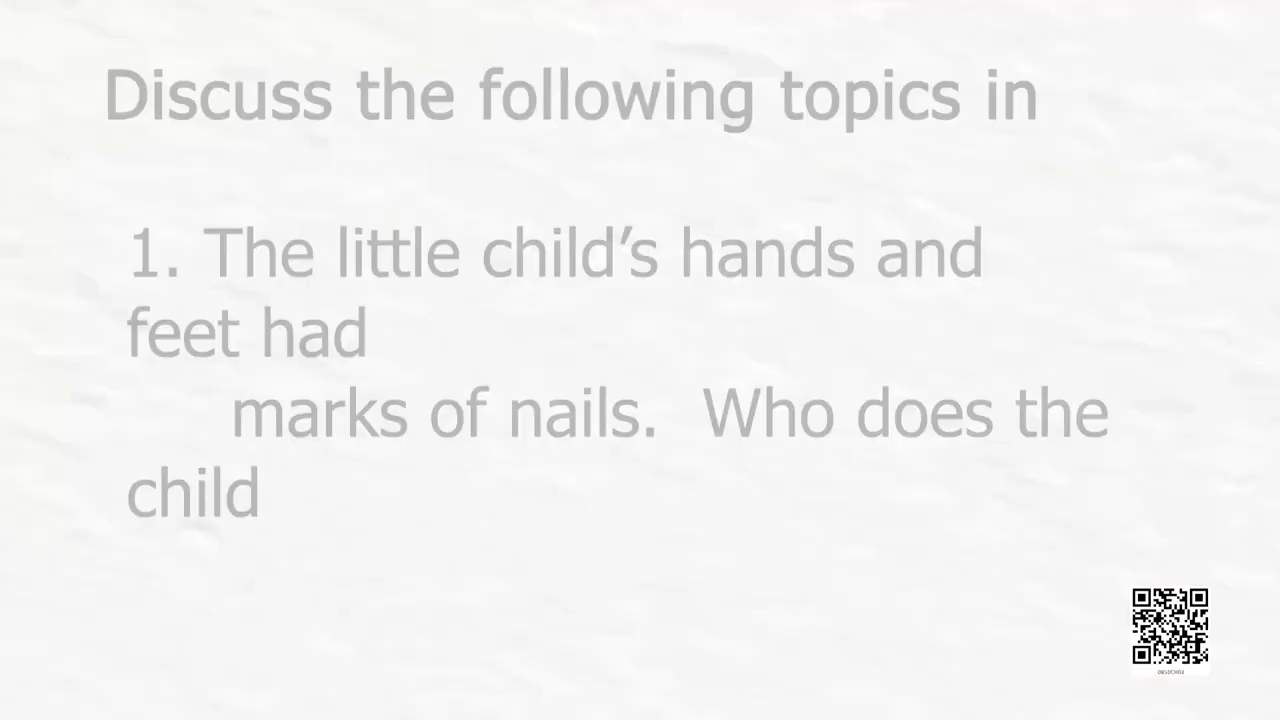 Discuss the following topics in
1. The little child’s hands and
feet had
marks of nails.  Who does the
child